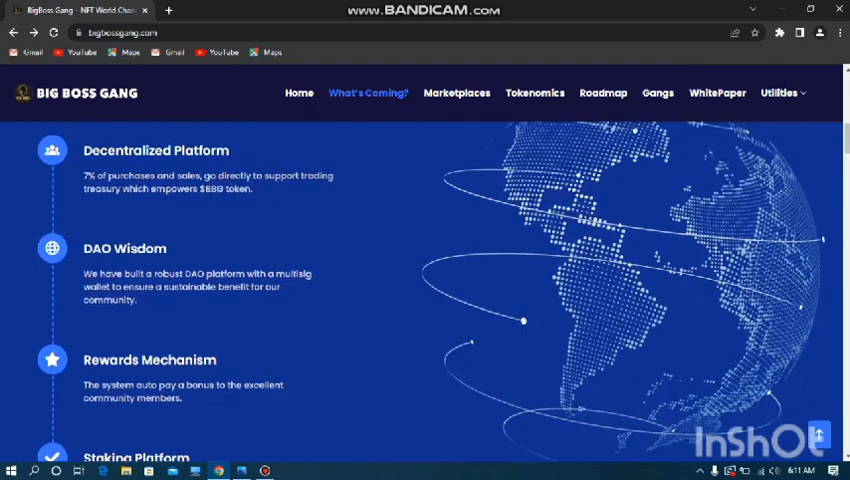 www.BANDICAM.com
BigBoss Gang – NFT World Chan
bigbossgang.com
Gmail YouTube Maps Gmail YouTube Maps
BIG BOSS GANG Home What's Coming? Marketplaces Tokenomics Roadmap Gangs WhitePaper Utilities
Decentralized Platform
7% of purchases and sales, go directly to support trading
treasury which empowers $BBG token.
DAO Wisdom
We have built a robust DAO platform with a multisig
wallet to ensure a sustainable benefit for our
community.
Rewards Mechanism
The system auto pay a bonus to the excellent
community members.
Staking Platform
InShOt
6:11 AM